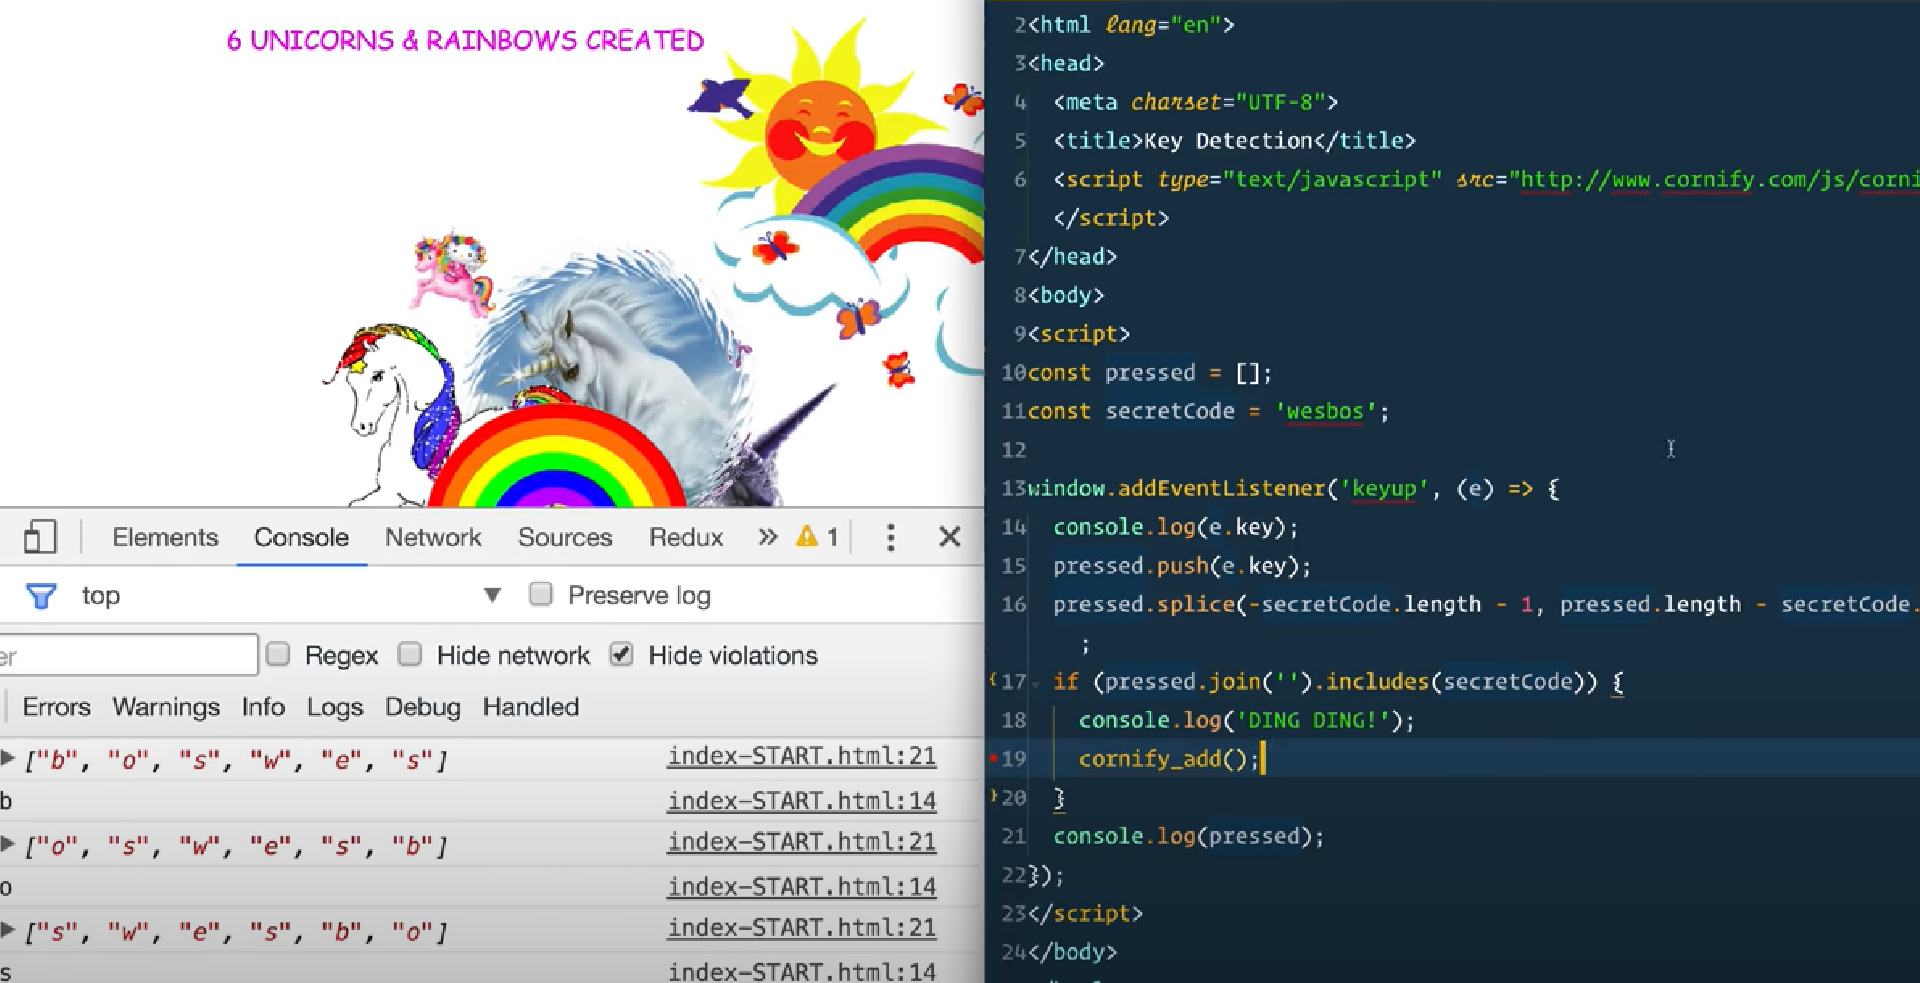 6 UNICORNS & RAINBOWS CREATED
Elements Console Network Sources Redux » 1
top ▼ Preserve log
er Regex Hide network Hide violations
Errors Warnings Info Logs Debug Handled
["b", "o", "s", "w", "e", "s"] index-START.html:21
b index-START.html:14
["o", "s", "w", "e", "s", "b"] index-START.html:21
o index-START.html:14
["s", "w", "e", "s", "b", "o"] index-START.html:21
s index-START.html:14
2 <html lang="en">
3 <head>
4 <meta charset="UTF-8">
5 <title>Key Detection</title>
6 <script type="text/javascript" src="http://www.cornify.com/js/corni
</script>
7 </head>
8 <body>
9 <script>
10 const pressed = [];
11 const secretCode = 'wesbos';
12
13 window.addEventListener('keyup', (e) => {
14 console.log(e.key);
15 pressed.push(e.key);
16 pressed.splice(-secretCode.length - 1, pressed.length - secretCode.
;
17 if (pressed.join('').includes(secretCode)) {
18 console.log('DING DING!');
19 cornify_add();
20 }
21 console.log(pressed);
22 });
23 </script>
24 </body>